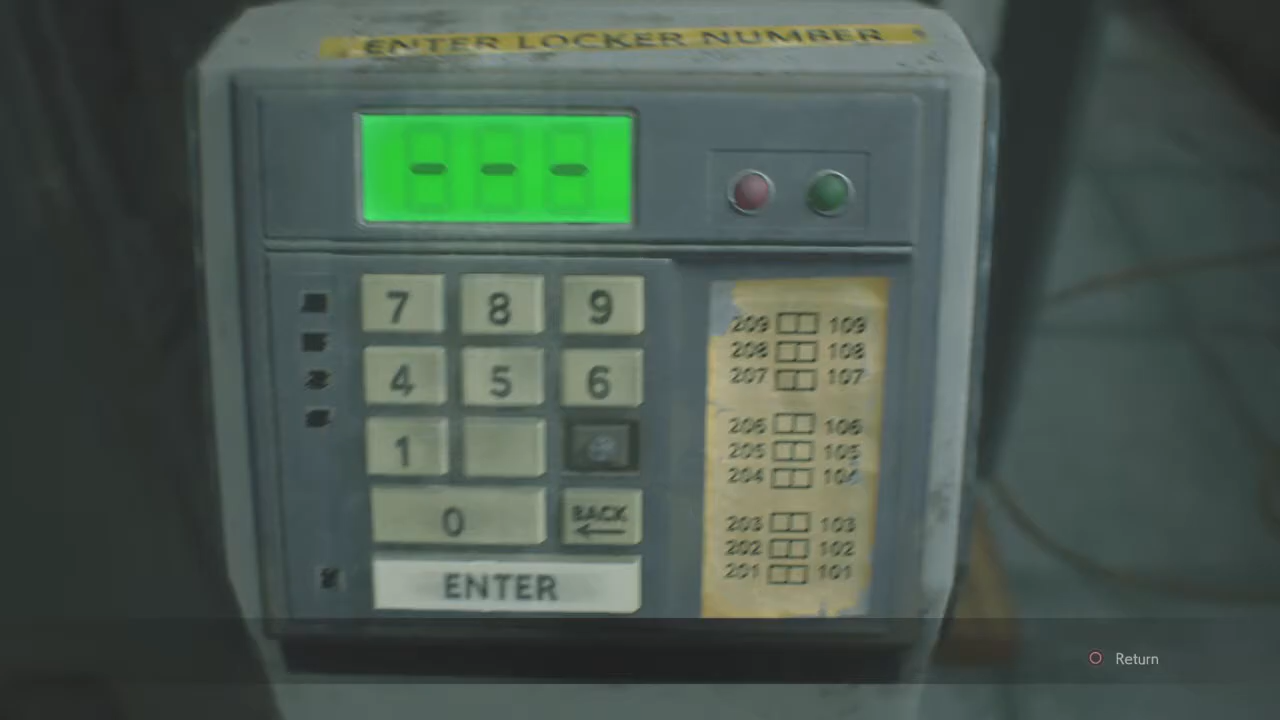 ENTER LOCKER NUMBER
- - -
7 8 9
4 5 6
1
0 BACK
ENTER
209 109
208 108
207 107
206 106
205 105
204 104
203 103
202 102
201 101
Return